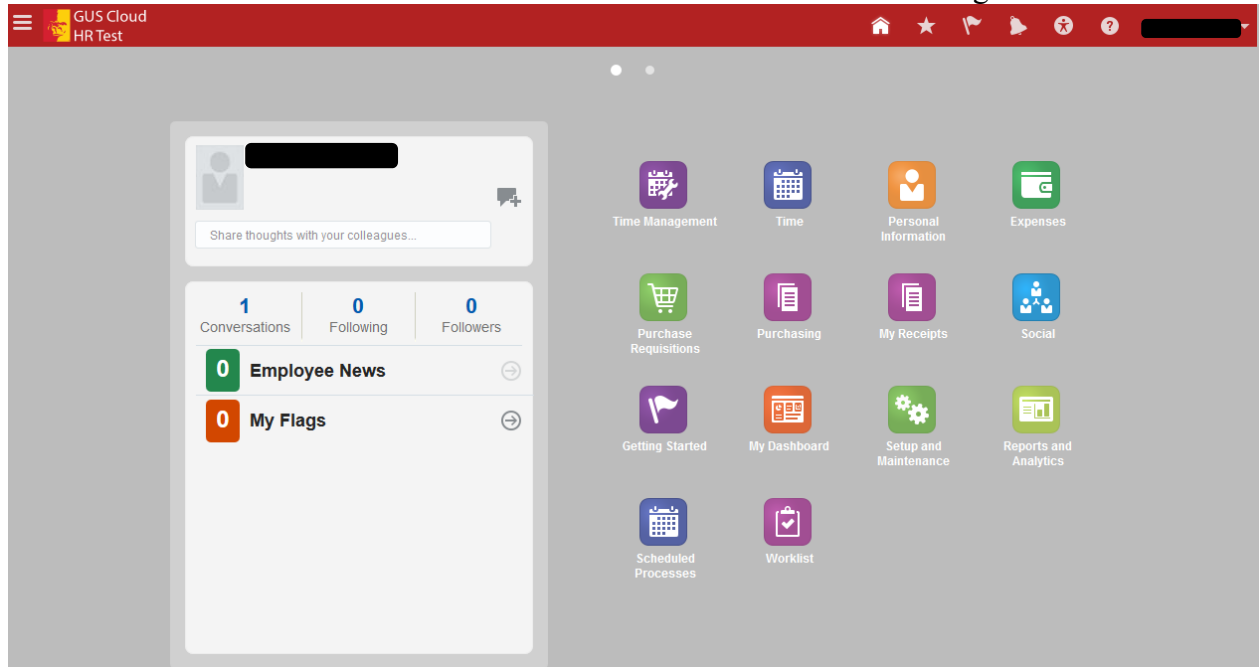 GUS Cloud
HR Test
Share thoughts with your colleagues...
1 0 0
Conversations Following Followers
0 Employee News
0 My Flags
Time Management Time Personal Information Expenses
Purchase Requisitions Purchasing My Receipts Social
Getting Started My Dashboard Setup and Maintenance Reports and Analytics
Scheduled Processes Worklist